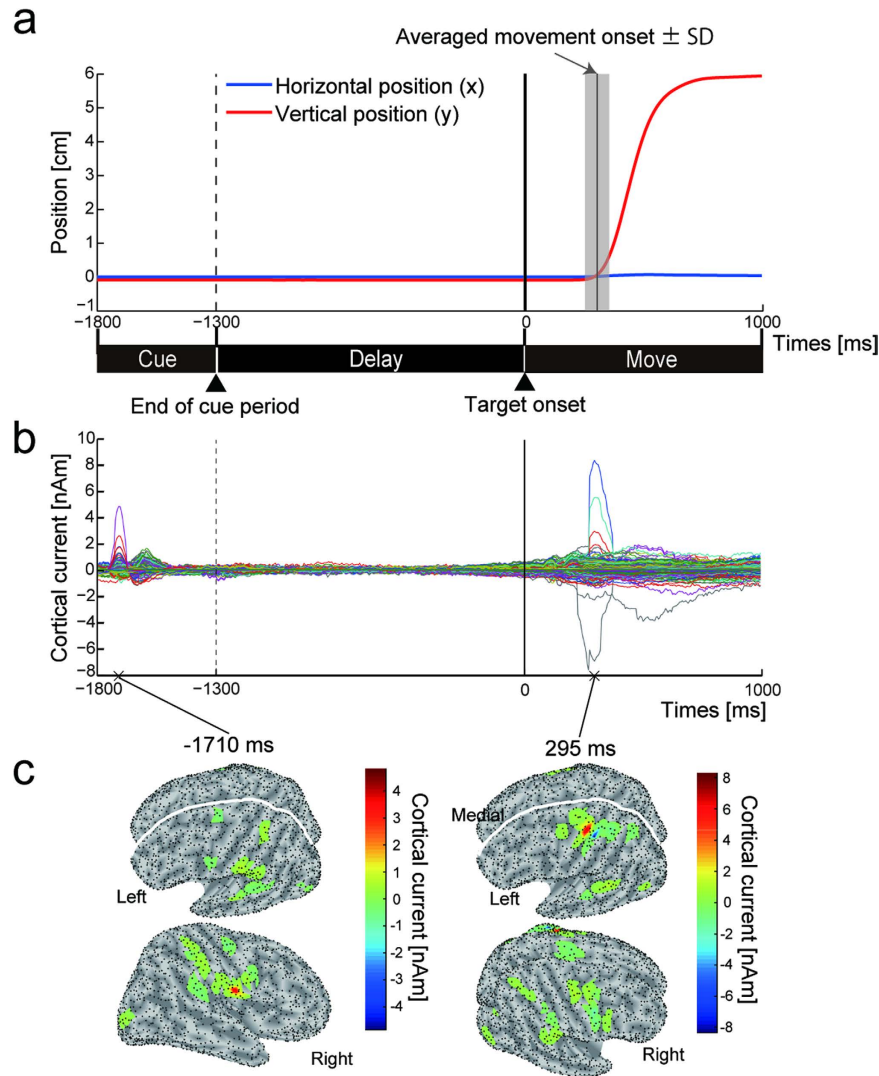 a
Averaged movement onset ± SD
Horizontal position (x)
Vertical position (y)
Position [cm]
6
5
4
3
2
1
0
−1
−1800
−1300
0
1000
Times [ms]
Cue
Delay
Move
End of cue period
Target onset
b
Cortical current [nAm]
10
8
6
4
2
0
−2
−4
−6
−8
−1800
−1300
0
1000
Times [ms]
-1710 ms
295 ms
c
Left
Right
4
3
2
1
0
-1
-2
-3
-4
Cortical current [nAm]
Medial
Left
Right
8
6
4
2
0
-2
-4
-6
-8
Cortical current [nAm]